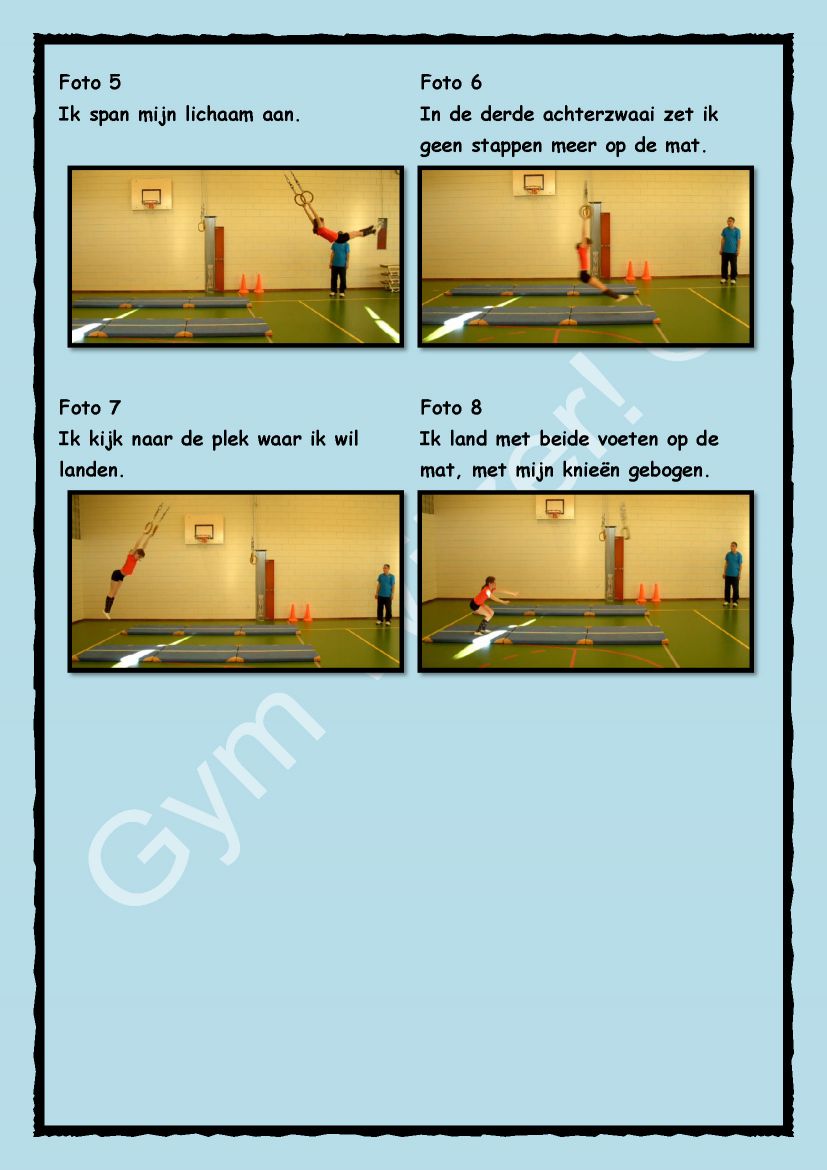 Foto 5
Ik span mijn lichaam aan.
Foto 6
In de derde achterzwaai zet ik
geen stappen meer op de mat.
Foto 7
Ik kijk naar de plek waar ik wil
landen.
Foto 8
Ik land met beide voeten op de
mat, met mijn knieën gebogen.
Gym